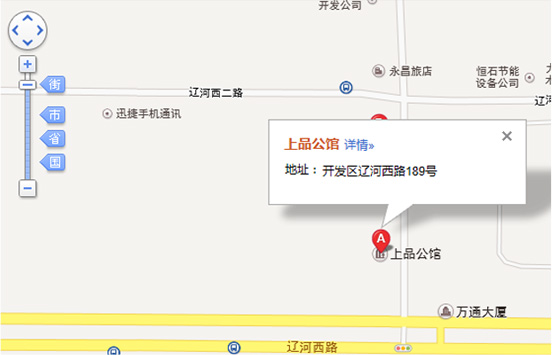 开发公司
永昌旅店
恒石节能
设备公司
辽河西二路
迅捷手机通讯
街
市
省
国
上品公馆 详情»
地址：开发区辽河西路189号
A
上品公馆
万通大厦
辽河西路